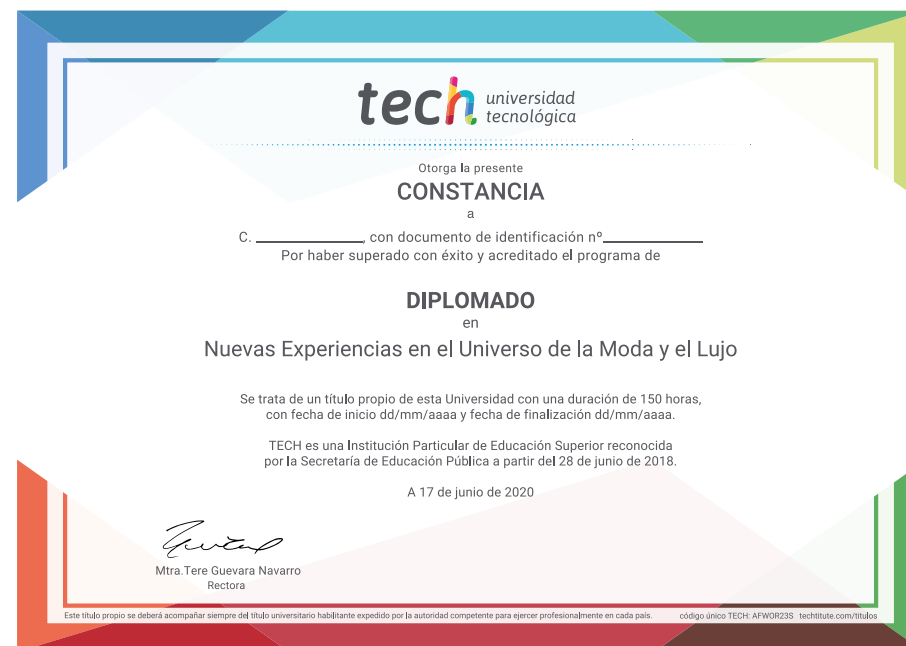 tech universidad
tecnológica
Otorga la presente
CONSTANCIA
a
C. ______________, con documento de identificación nº_____________
Por haber superado con éxito y acreditado el programa de
DIPLOMADO
en
Nuevas Experiencias en el Universo de la Moda y el Lujo
Se trata de un título propio de esta Universidad con una duración de 150 horas,
con fecha de inicio dd/mm/aaaa y fecha de finalización dd/mm/aaaa.
TECH es una Institución Particular de Educación Superior reconocida
por la Secretaría de Educación Pública a partir del 28 de junio de 2018.
A 17 de junio de 2020
Mtra.Tere Guevara Navarro
Rectora
Este título propio se deberá acompañar siempre del título universitario habilitante expedido por la autoridad competente para ejercer profesionalmente en cada país. código único TECH: AFWOR23S techtitute.com/titulos